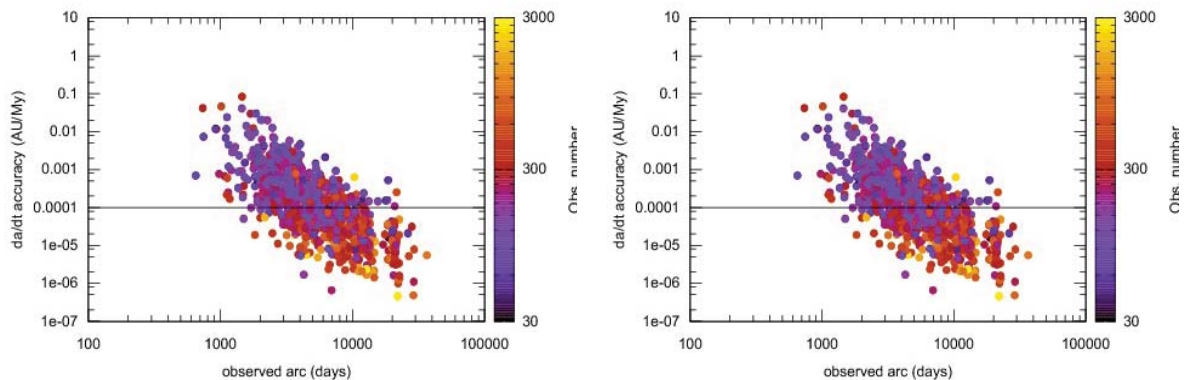 10
1
0.1
0.01
0.001
0.0001
1e-05
1e-06
1e-07
da/dt accuracy (AU/My)
100
1000
10000
100000
observed arc (days)
3000
300
30
Obs. number
10
1
0.1
0.01
0.001
0.0001
1e-05
1e-06
1e-07
da/dt accuracy (AU/My)
100
1000
10000
100000
observed arc (days)
3000
300
30
Obs. number